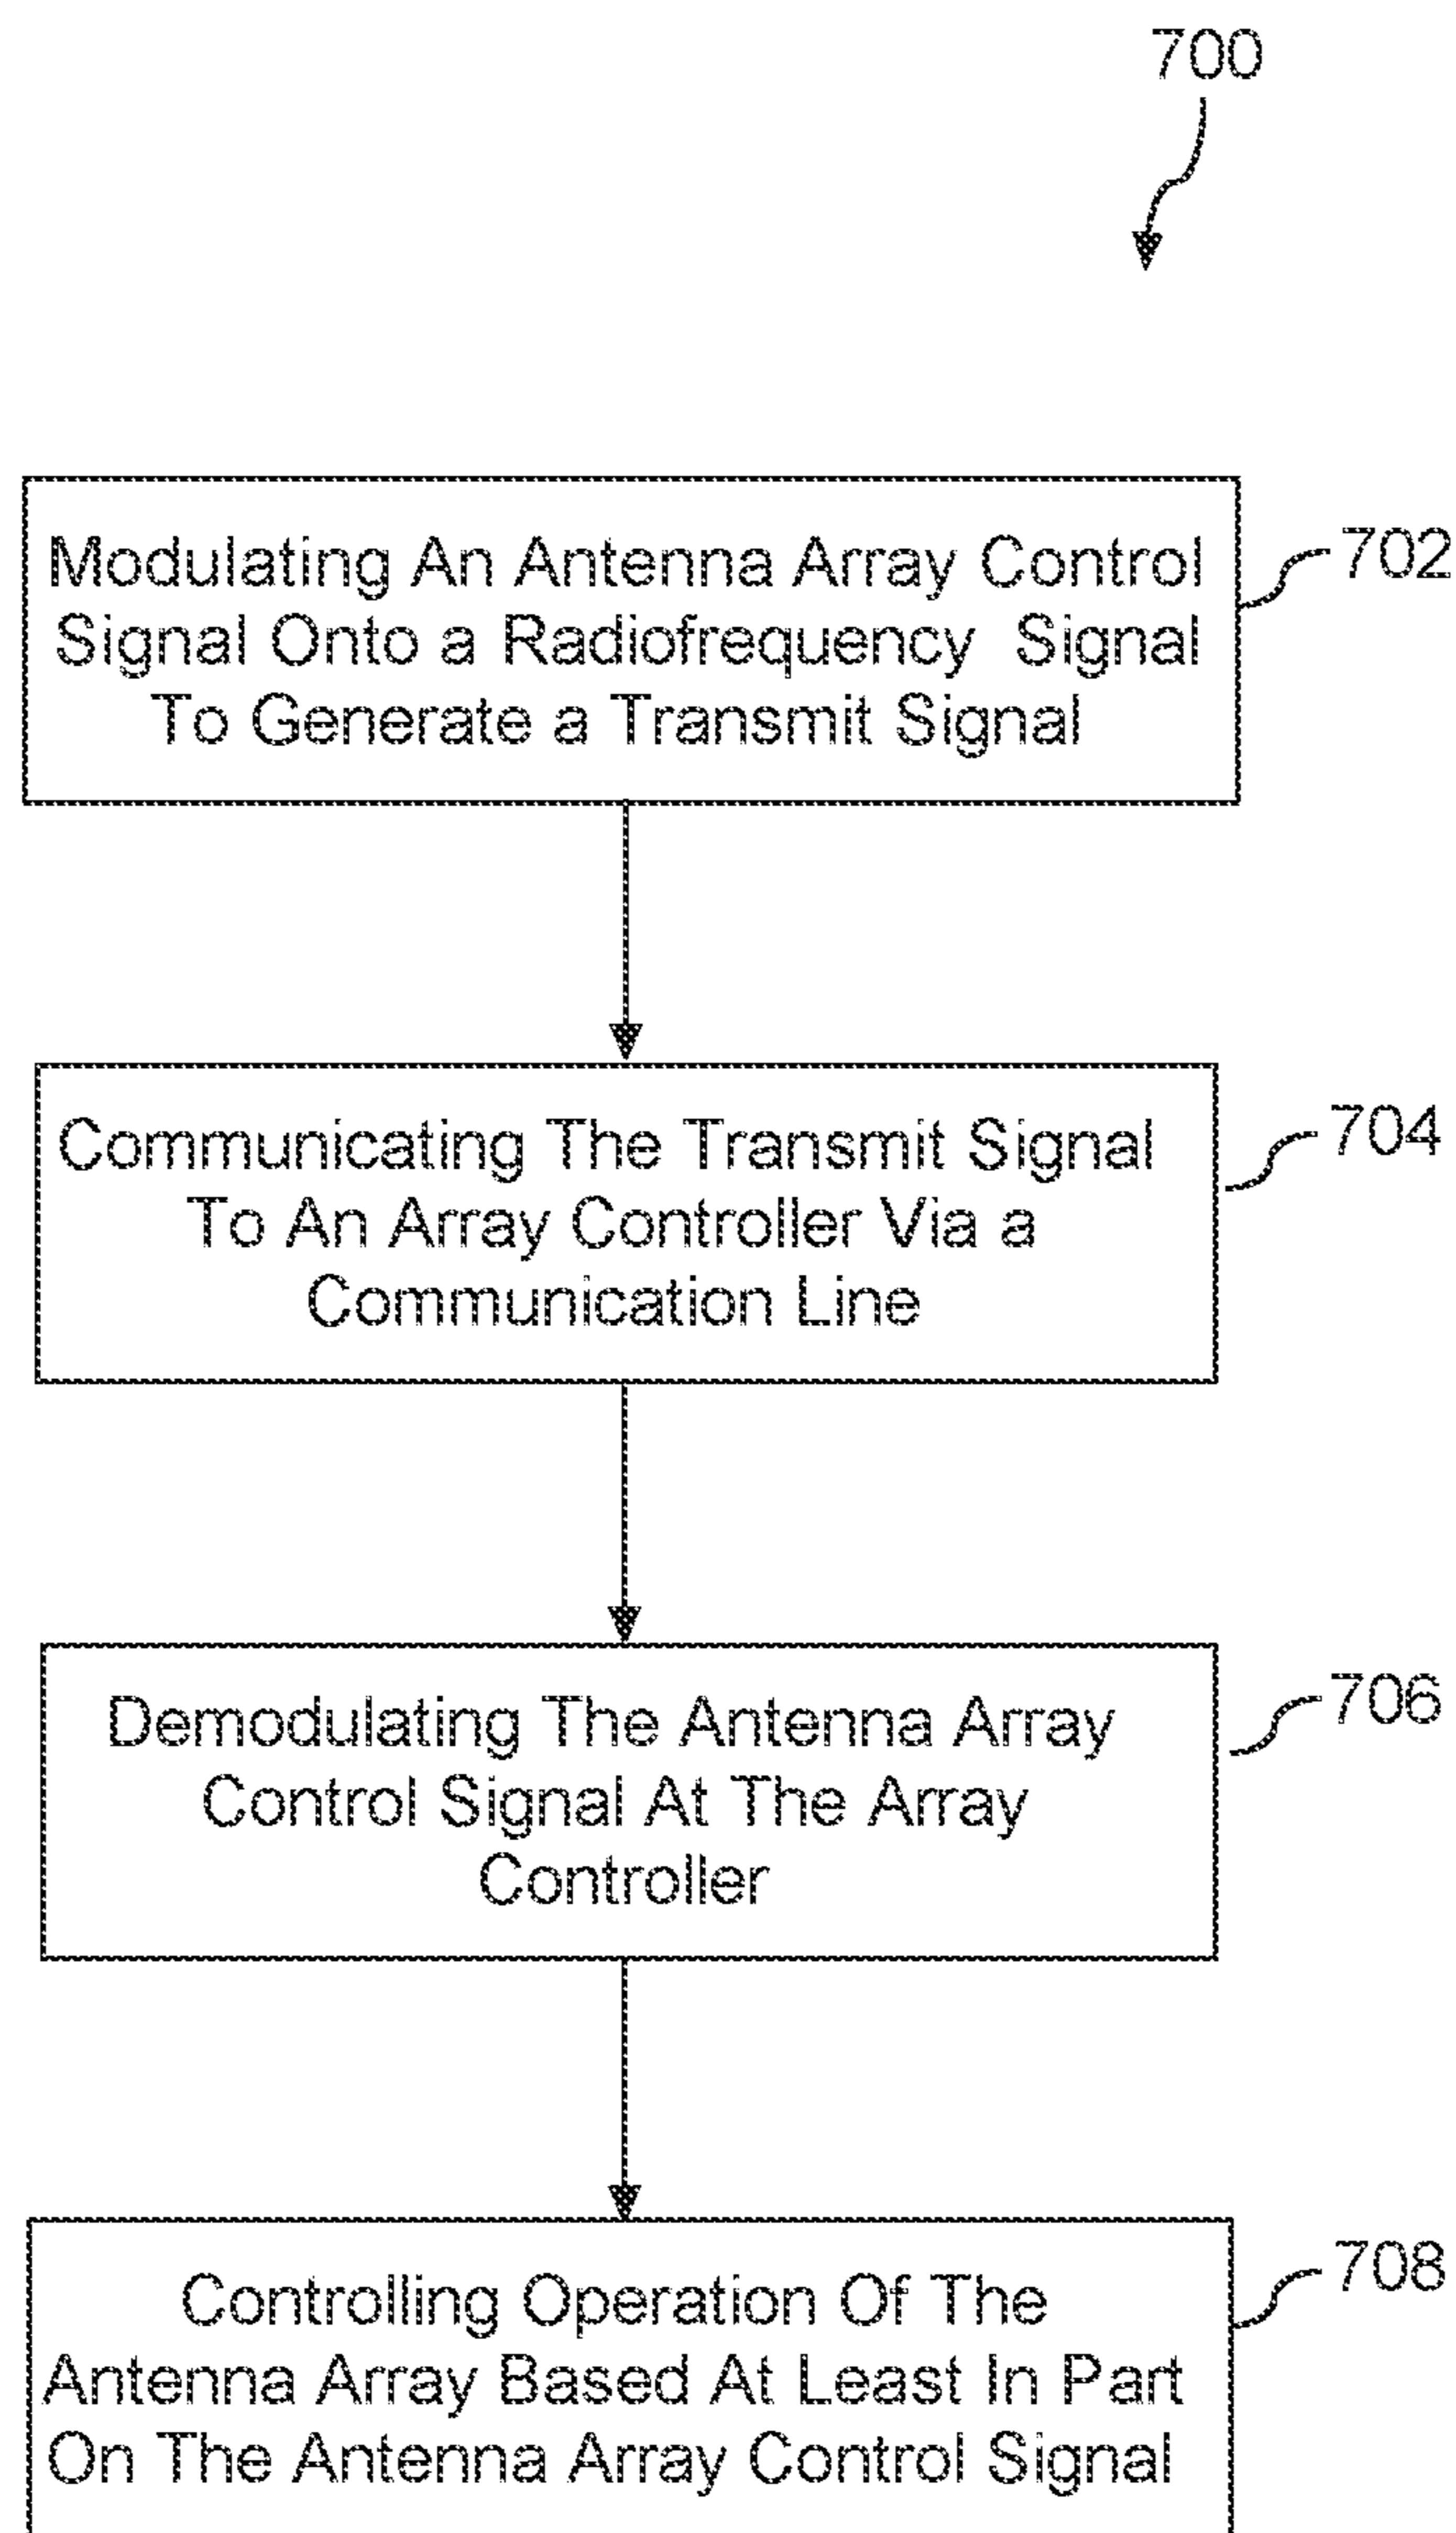 700
Modulating An Antenna Array Control
Signal Onto a Radiofrequency Signal
To Generate a Transmit Signal
702
Communicating The Transmit Signal
To An Array Controller Via a
Communication Line
704
Demodulating The Antenna Array
Control Signal At The Array
Controller
706
Controlling Operation Of The
Antenna Array Based At Least In Part
On The Antenna Array Control Signal
708